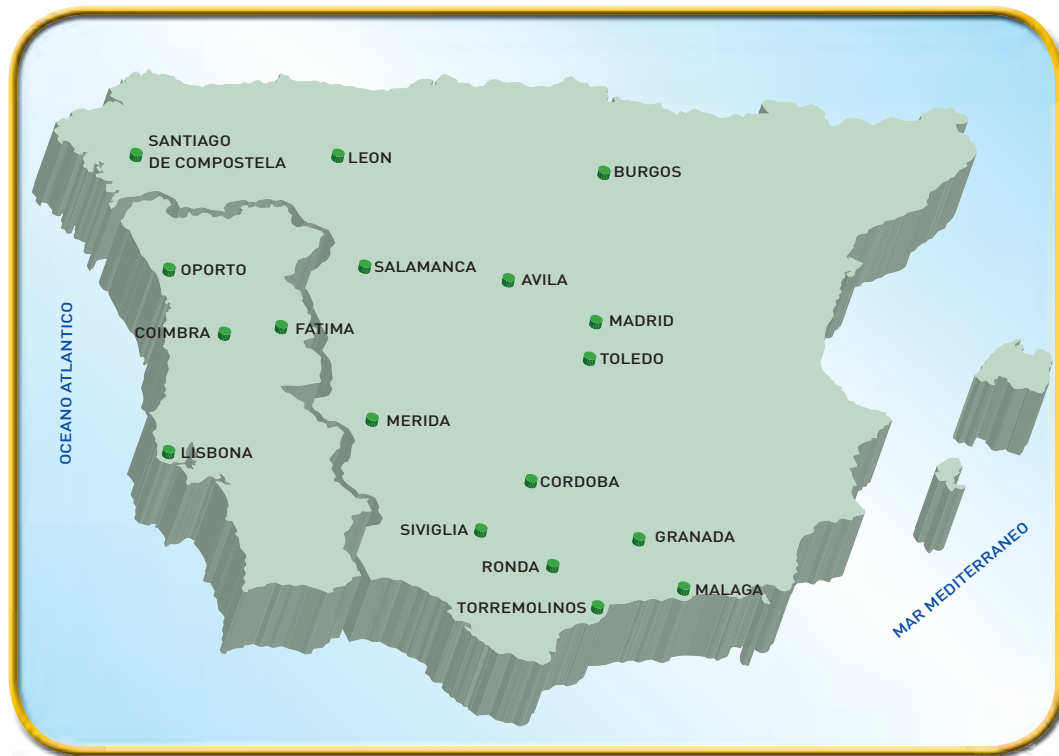 SANTIAGO
DE COMPOSTELA
LEON
BURGOS
OPORTO
SALAMANCA
AVILA
COIMBRA
FATIMA
MADRID
TOLEDO
OCEANO ATLANTICO
MERIDA
LISBONA
CORDOBA
SIVIGLIA
GRANADA
RONDA
MALAGA
TORREMOLINOS
MAR MEDITERRANEO